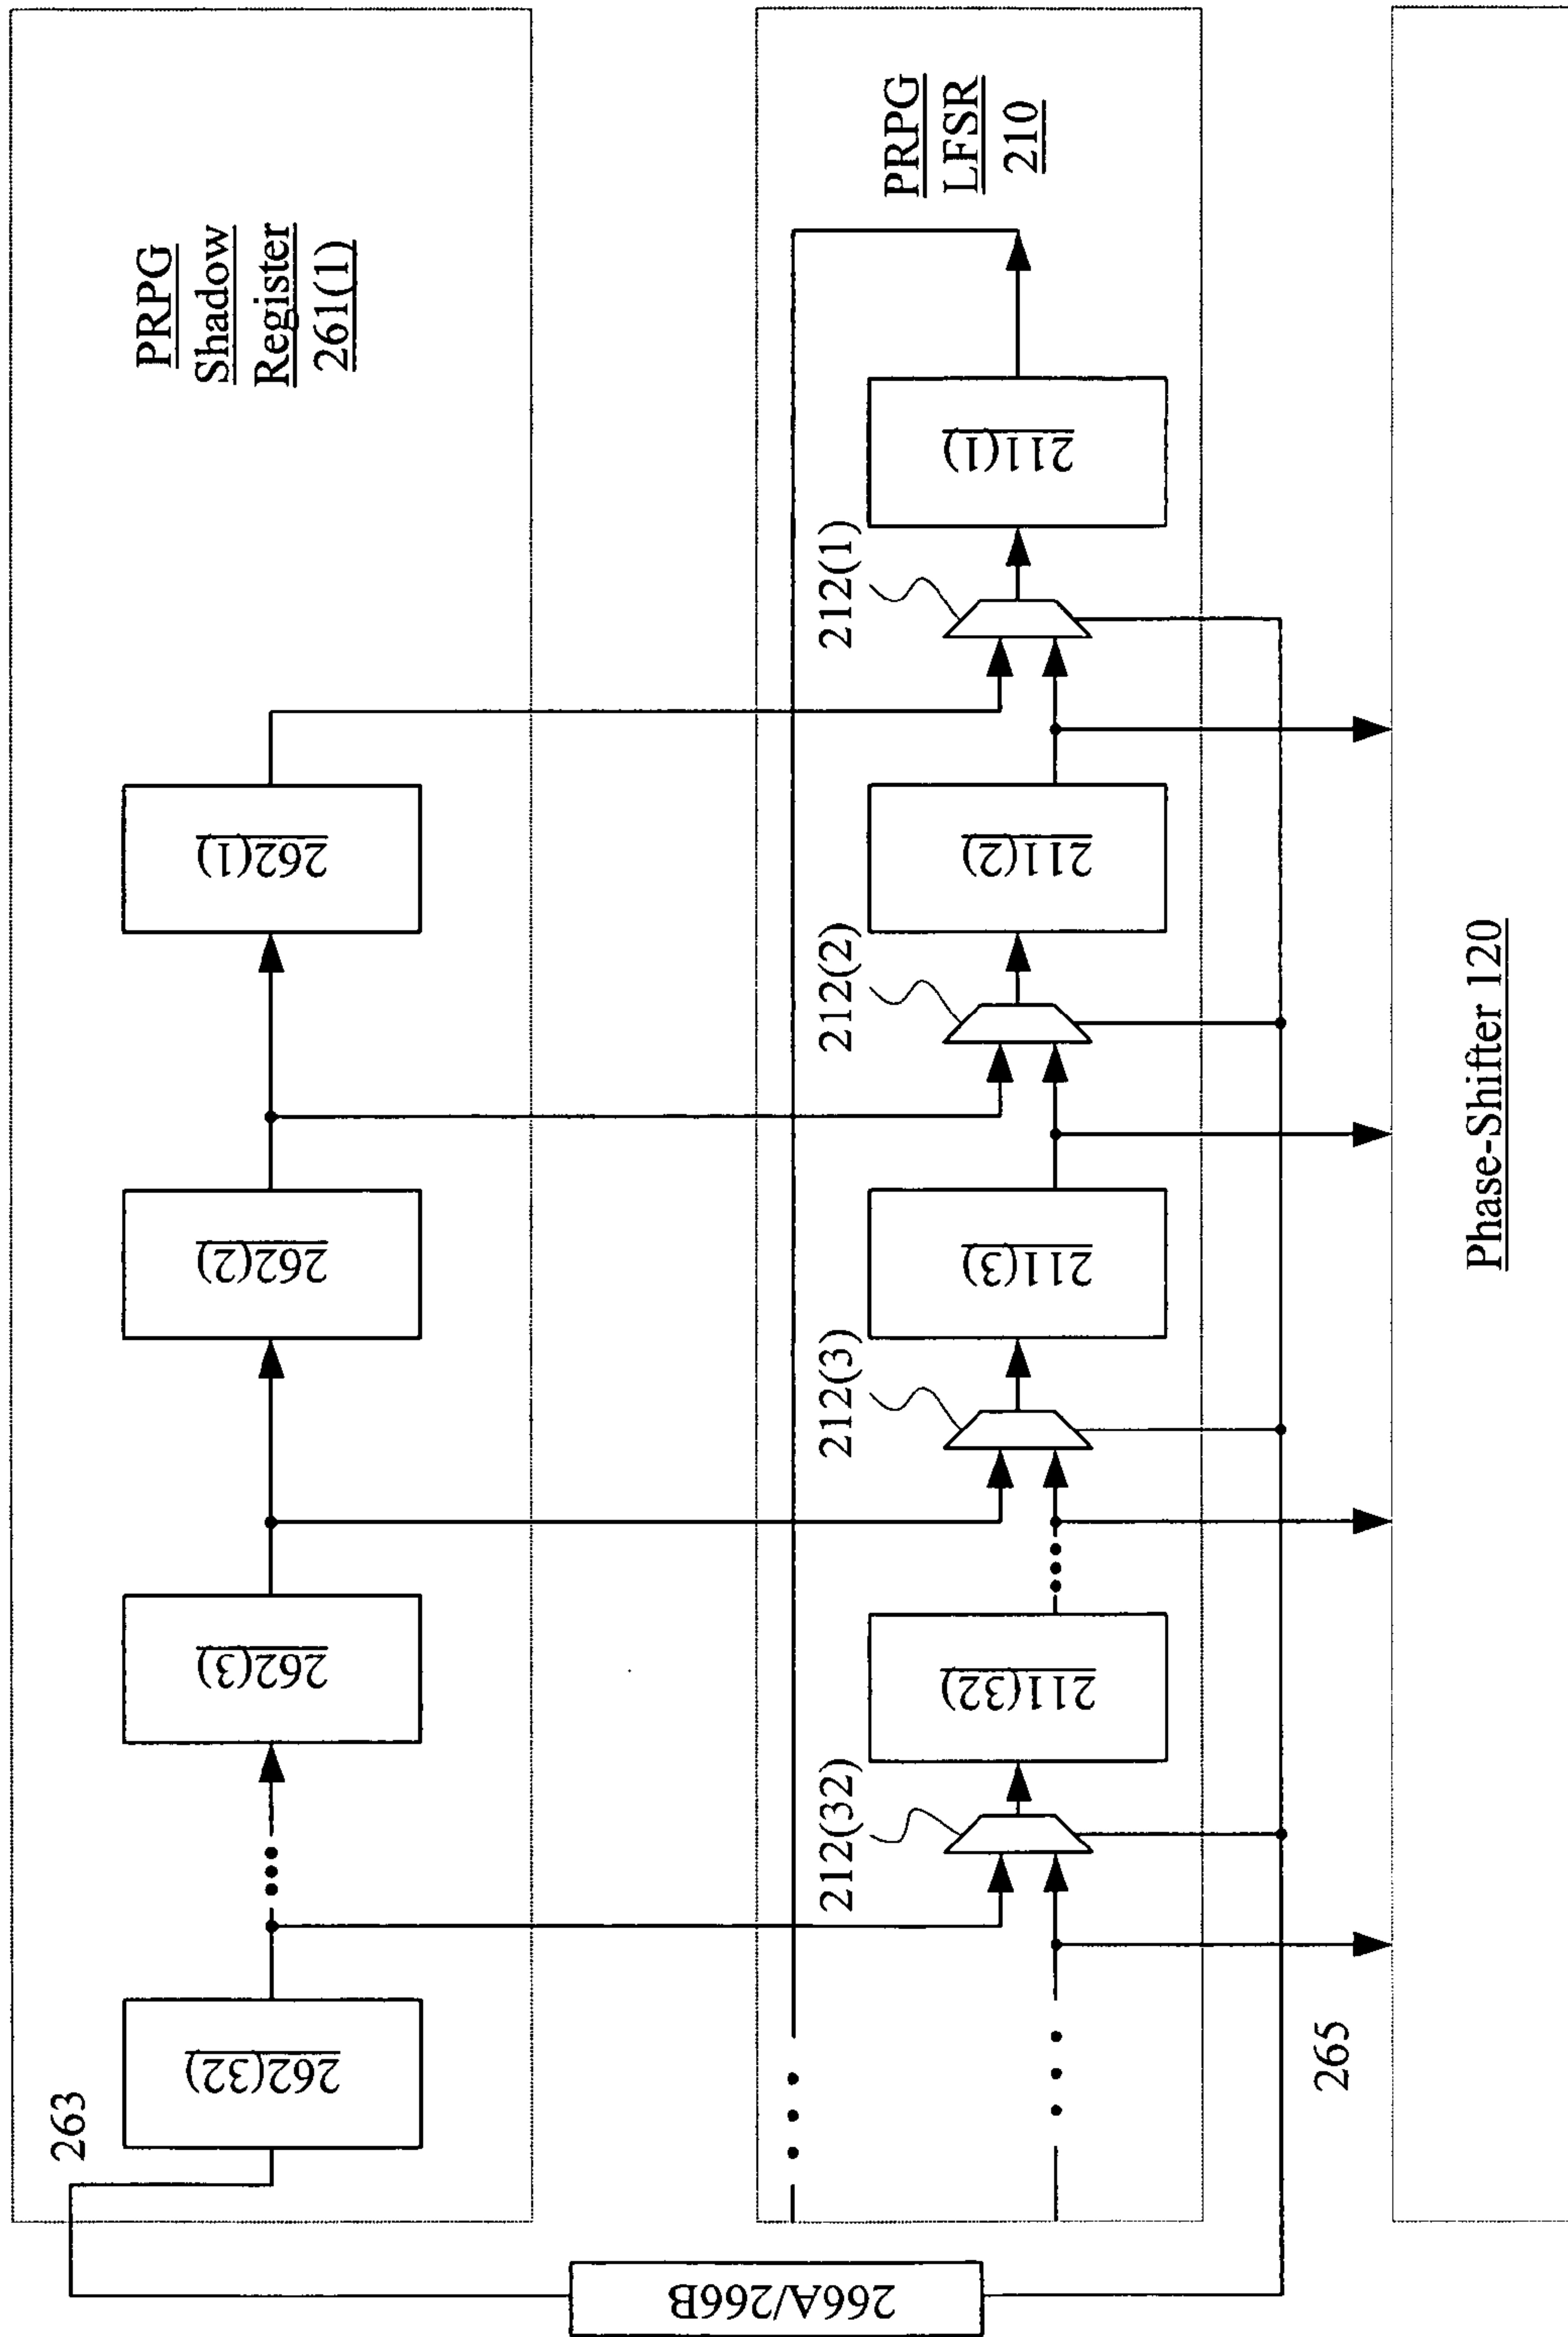 PRPG
Shadow
Register
261(1)
263
262(32)
262(3)
262(2)
262(1)
PRPG
LFSR
210
212(32)
212(3)
212(2)
212(1)
211(32)
211(3)
211(2)
211(1)
266A/266B
265
Phase-Shifter 120